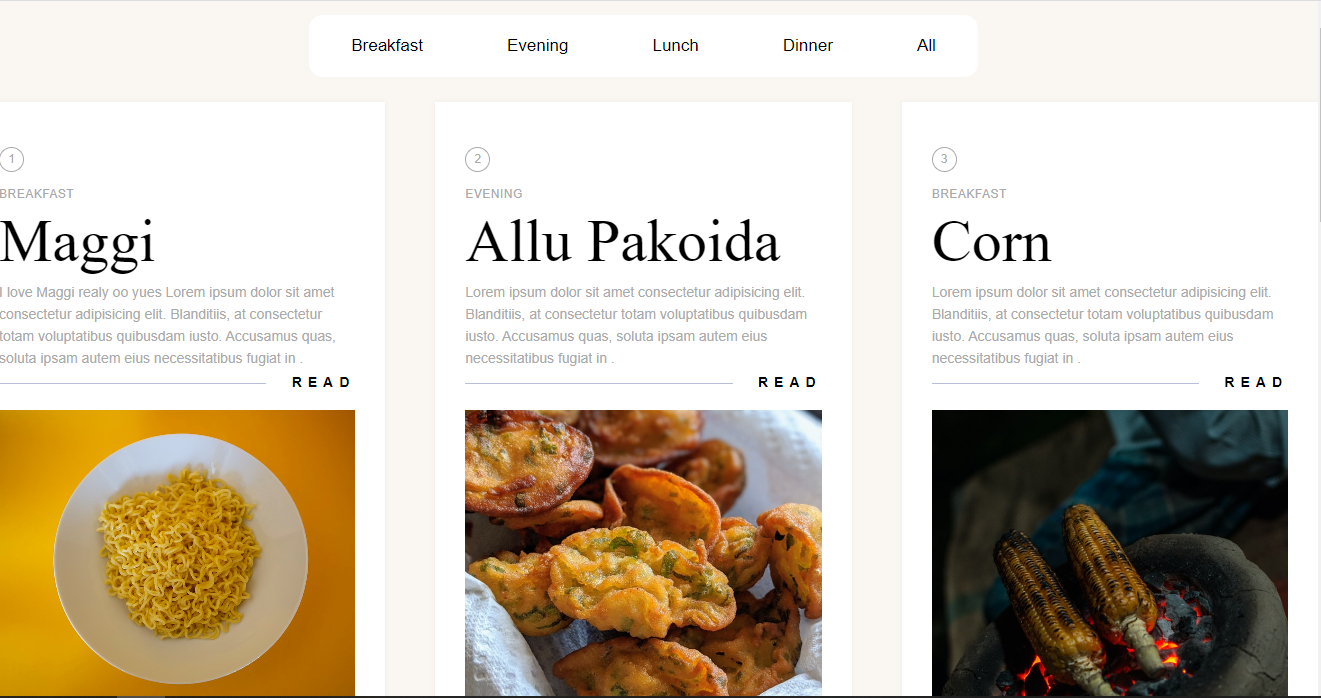 Breakfast Evening Lunch Dinner All
1
BREAKFAST
Maggi
I love Maggi realy oo yues Lorem ipsum dolor sit amet
consectetur adipisicing elit. Blanditiis, at consectetur
totam voluptatibus quibusdam iusto. Accusamus quas,
soluta ipsam autem eius necessitatibus fugiat in .
READ
2
EVENING
Allu Pakoida
Lorem ipsum dolor sit amet consectetur adipisicing elit.
Blanditiis, at consectetur totam voluptatibus quibusdam
iusto. Accusamus quas, soluta ipsam autem eius
necessitatibus fugiat in .
READ
3
BREAKFAST
Corn
Lorem ipsum dolor sit amet consectetur adipisicing elit.
Blanditiis, at consectetur totam voluptatibus quibusdam
iusto. Accusamus quas, soluta ipsam autem eius
necessitatibus fugiat in .
READ